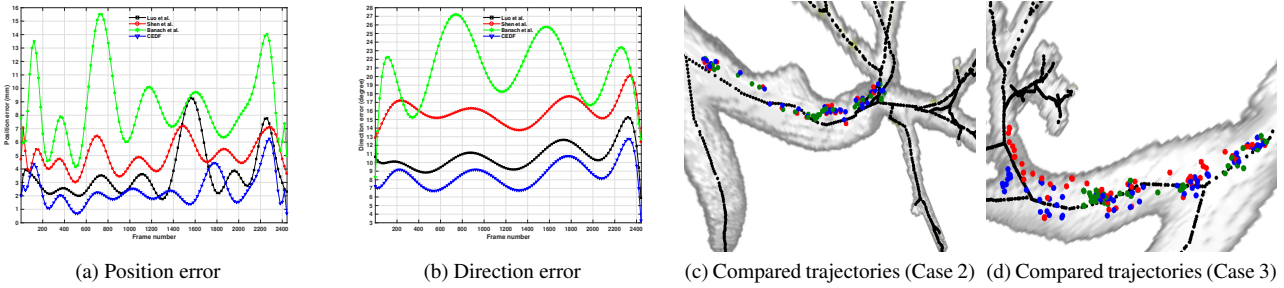 Luo et al.
Shen et al.
Banach et al.
CEDF
Position error (mm)
16
15
14
13
12
11
10
9
8
7
6
5
4
3
2
1
0
200 400 600 800 1000 1200 1400 1600 1800 2000 2200 2400
Frame number
(a) Position error
Luo et al.
Shen et al.
Banach et al.
CEDF
Direction error (degree)
28
27
26
25
24
23
22
21
20
19
18
17
16
15
14
13
12
11
10
9
8
7
6
5
4
3
200 400 600 800 1000 1200 1400 1600 1800 2000 2200 2400
Frame number
(b) Direction error
(c) Compared trajectories (Case 2)
(d) Compared trajectories (Case 3)